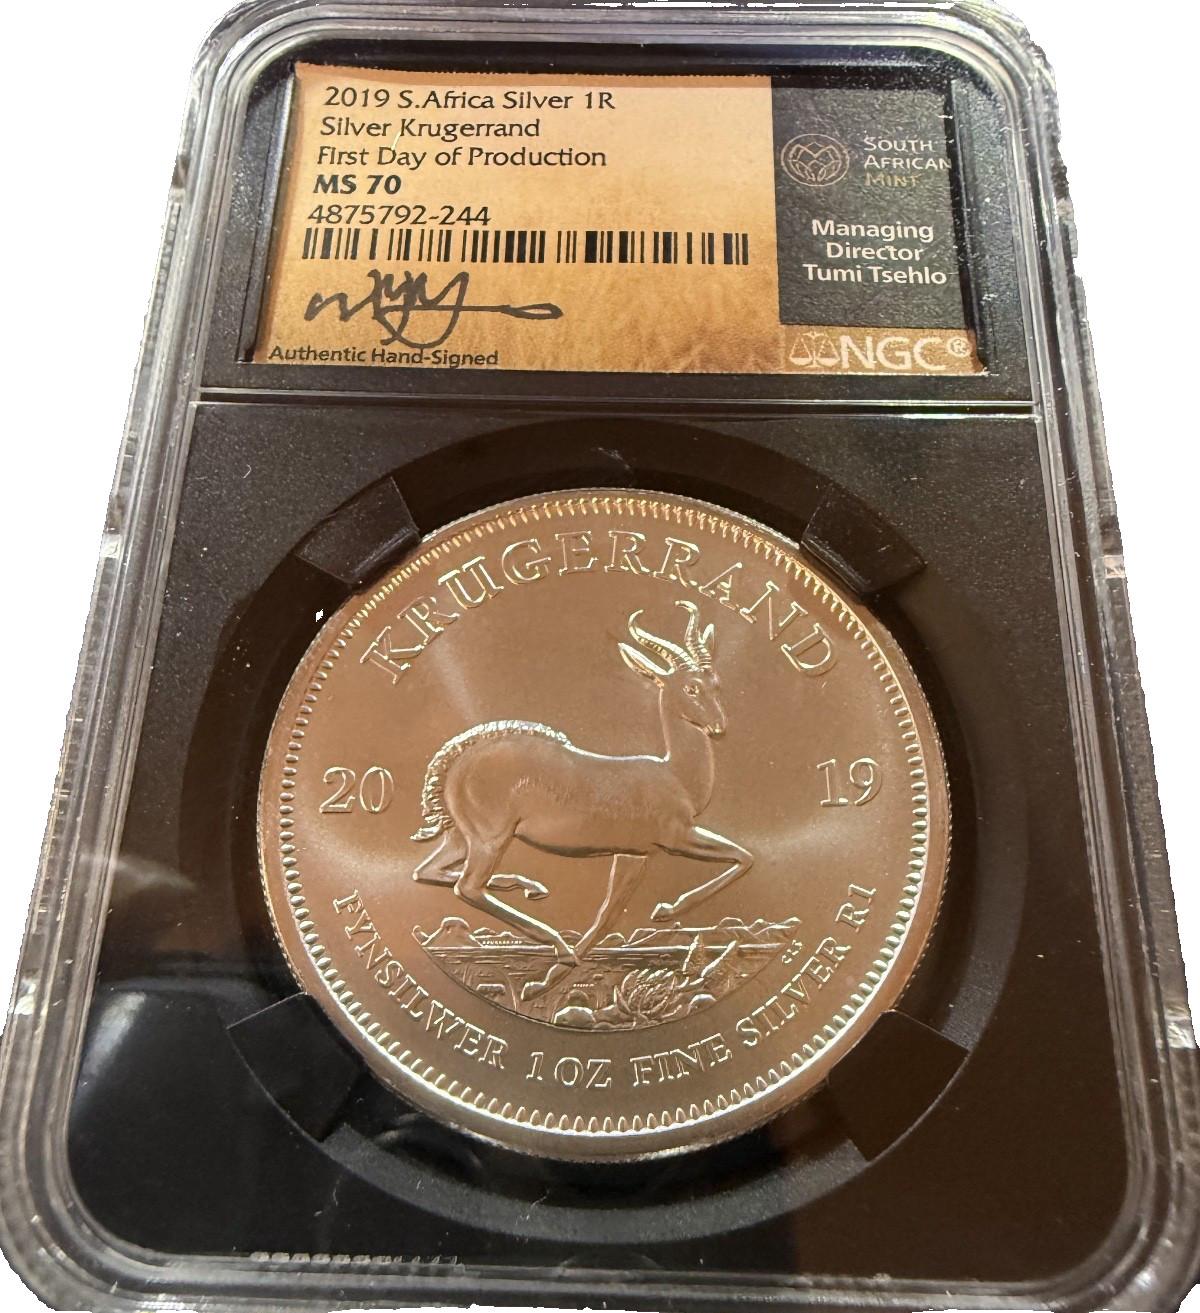 2019 S.Africa Silver 1R
Silver Krugerrand
First Day of Production
MS 70
4875792-244
Authentic Hand-Signed
SOUTH
AFRICAN
MINT
Managing
Director
Tumi Tsehlo
NGC®
KRUGERRAND
20 19
FYNSILWER 1 OZ FINE SILVER R1